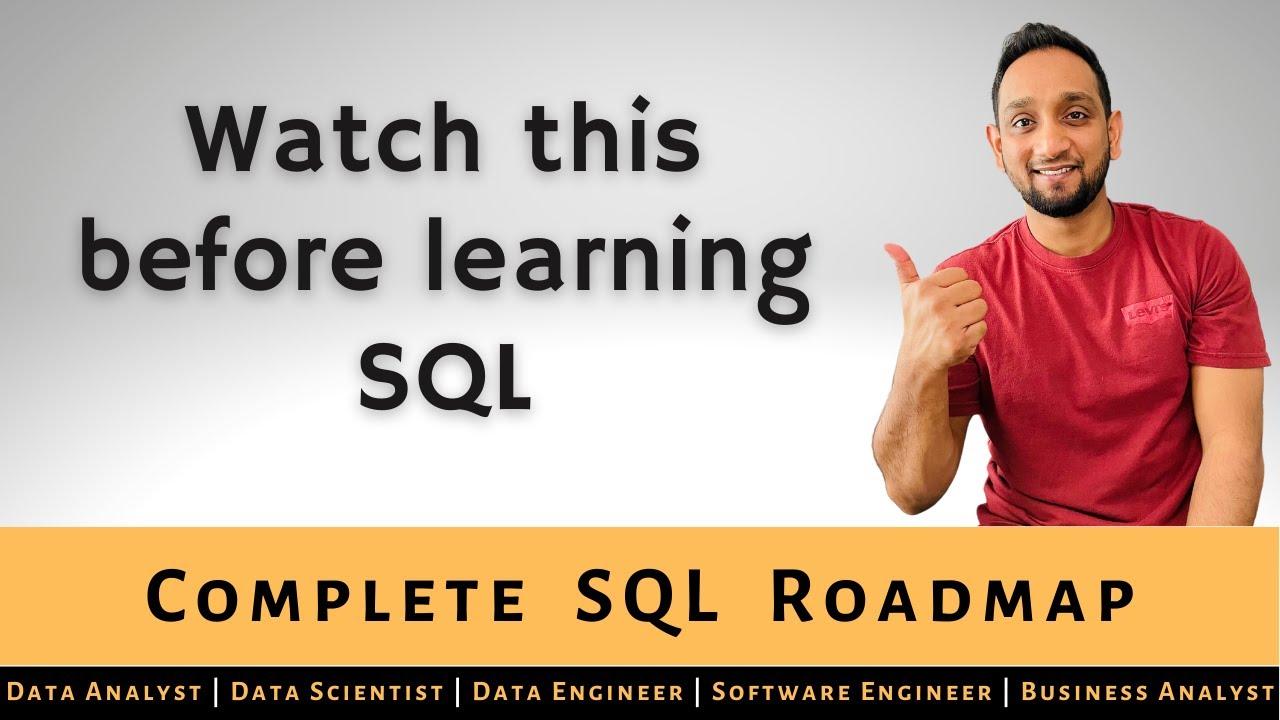 Watch this
before learning
SQL
Levi's
Complete SQL Roadmap
Data Analyst | Data Scientist | Data Engineer | Software Engineer | Business Analyst